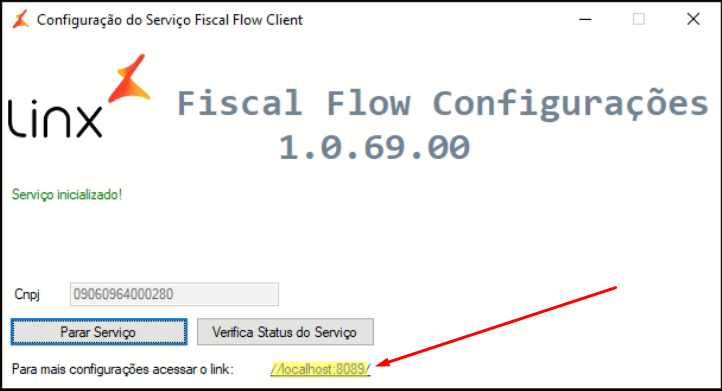 Configuração do Serviço Fiscal Flow Client
Linx
Fiscal Flow Configurações
1.0.69.00
Serviço inicializado!
Cnpj 09060964000280
Parar Serviço Verifica Status do Serviço
Para mais configurações acessar o link: //localhost:8089/